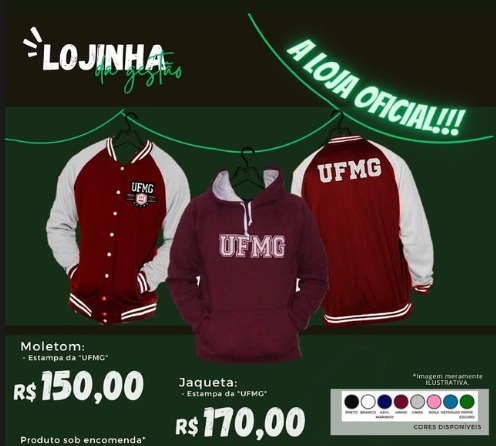 LOJINHA
da gestão
A LOJA OFICIAL!!!
UFMG
UFMG
UFMG
Moletom:
- Estampa da "UFMG"
R$ 150,00
Produto sob encomenda*
Jaqueta:
- Estampa da "UFMG"
R$ 170,00
*Imagem meramente
ILUSTRATIVA.
PRETO BRANCO AZUL MARINHO VINHO CINZA ROSA PETROLEO VERDE ESCURO
CORES DISPONÍVEIS